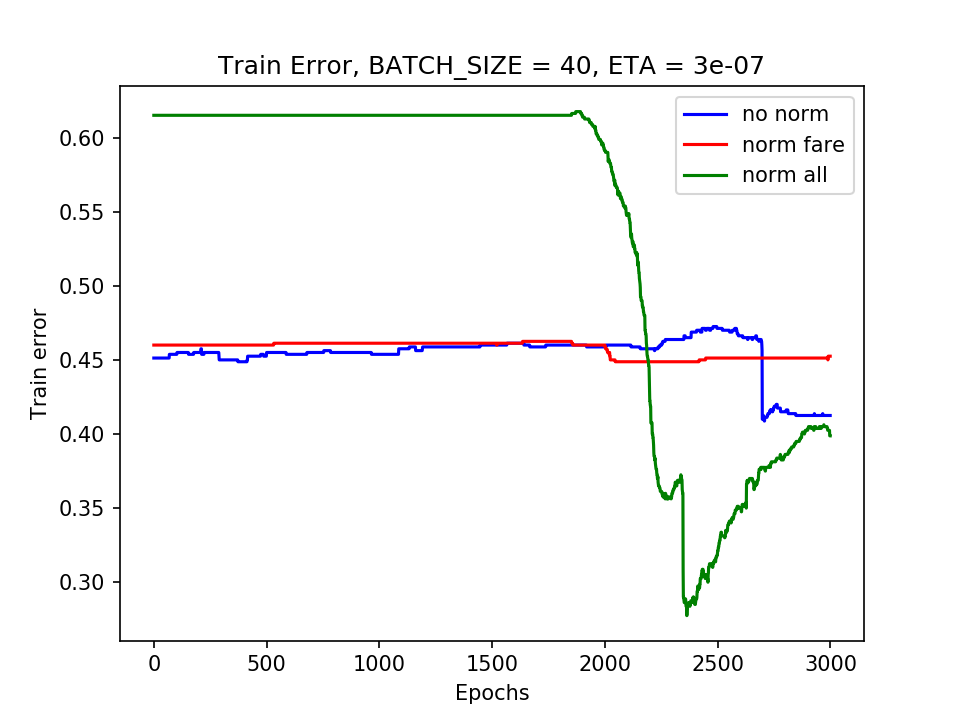 Train Error, BATCH_SIZE = 40, ETA = 3e-07
no norm
norm fare
norm all
Train error
0.60
0.55
0.50
0.45
0.40
0.35
0.30
0 500 1000 1500 2000 2500 3000
Epochs